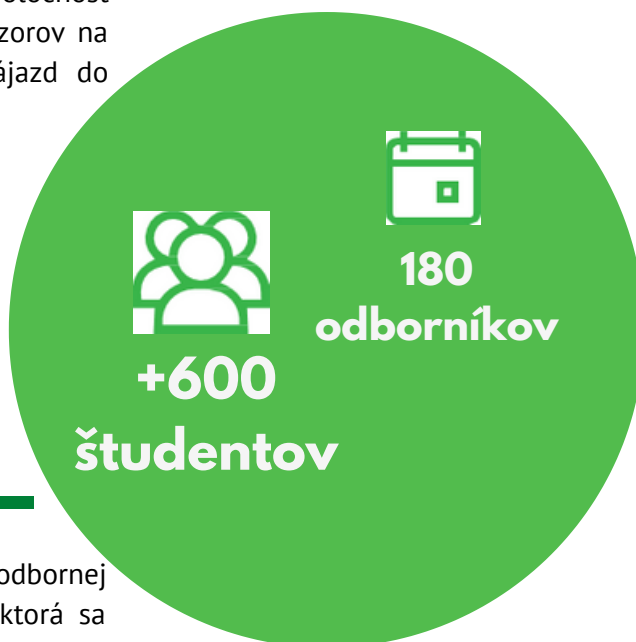 zorov na
ájazd do
180
odborníkov
+600
študentov
odbornej
ktorá sa